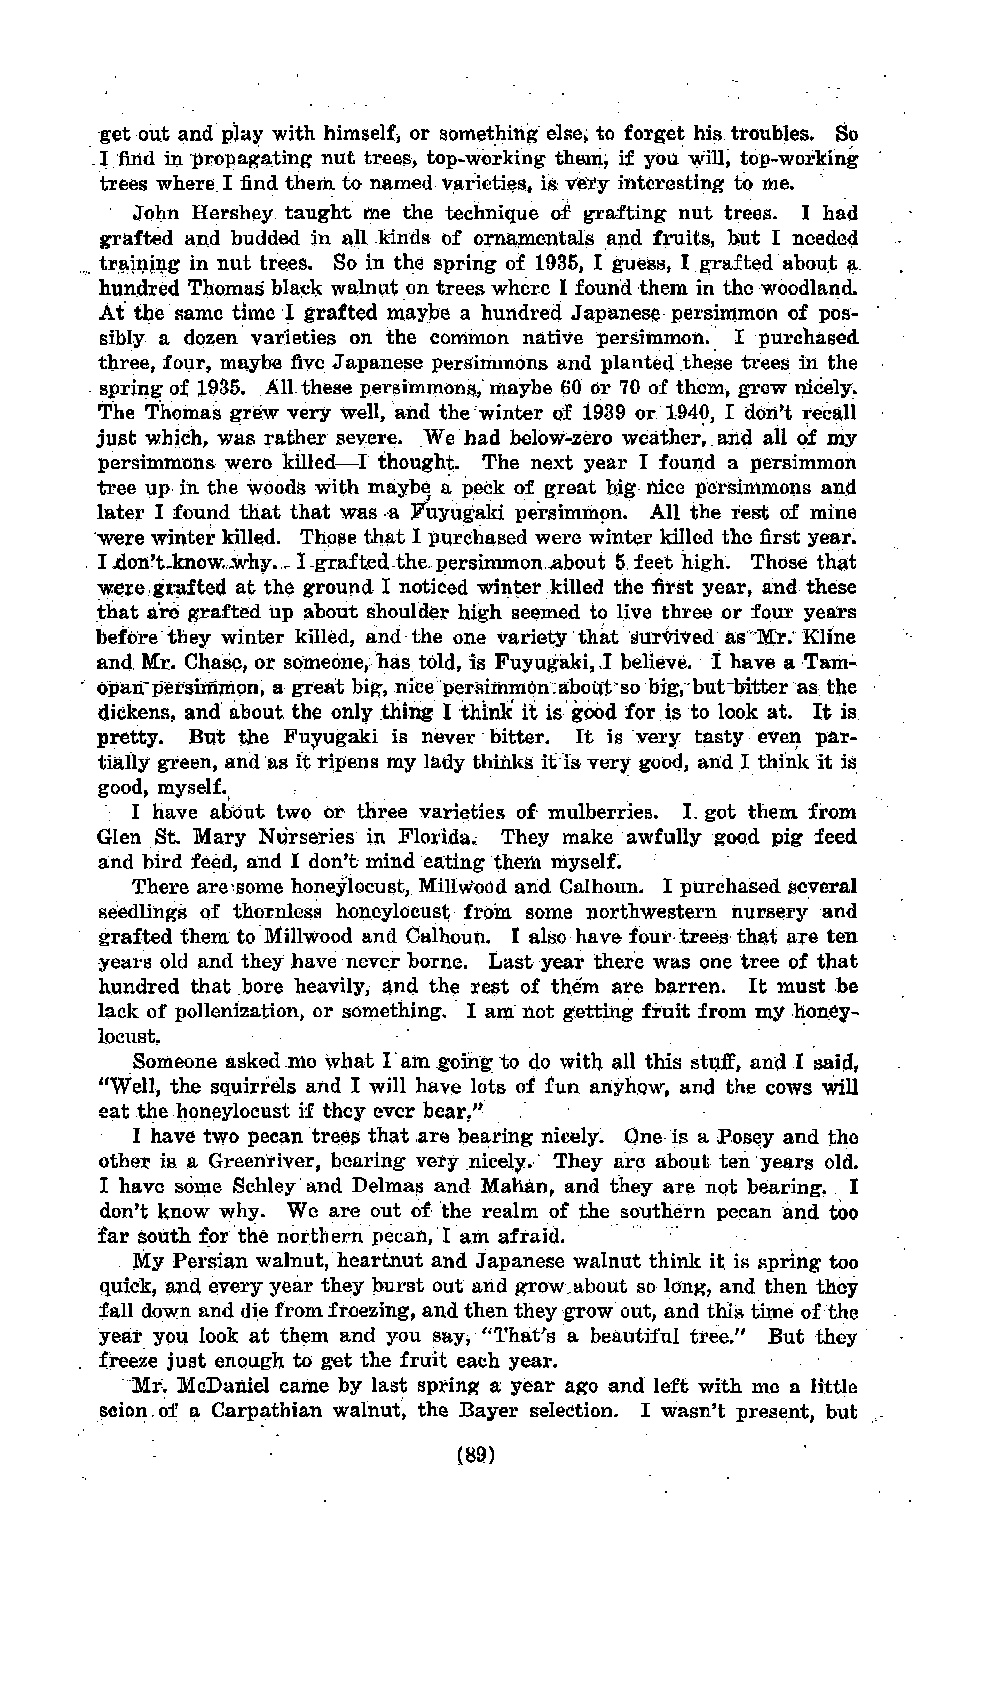 get out and play with himself, or something else, to forget his troubles. So
I find in propagating nut trees, top-working them, if you will, top-working
trees where I find them to named varieties, is very interesting to me.
John Hershey taught me the technique of grafting nut trees. I had
grafted and budded in all kinds of ornamentals and fruits, but I needed
training in nut trees. So in the spring of 1935, I guess, I grafted about a
hundred Thomas black walnut on trees where I found them in the woodland.
At the same time I grafted maybe a hundred Japanese persimmon of pos-
sibly a dozen varieties on the common native persimmon. I purchased
three, four, maybe five Japanese persimmons and planted these trees in the
spring of 1935. All these persimmons, maybe 60 or 70 of them, grew nicely.
The Thomas grew very well, and the winter of 1939 or 1940, I don't recall
just which, was rather severe. We had below-zero weather, and all of my
persimmons were killed—I thought. The next year I found a persimmon
tree up in the woods with maybe a peck of great big nice persimmons and
later I found that that was a Fuyugaki persimmon. All the rest of mine
were winter killed. Those that I purchased were winter killed the first year.
I don't know why. I grafted the persimmon about 5 feet high. Those that
were grafted at the ground I noticed winter killed the first year, and these
that are grafted up about shoulder high seemed to live three or four years
before they winter killed, and the one variety that survived as Mr. Kline
and Mr. Chase, or someone, has told, is Fuyugaki, I believe. I have a Tam-
opan persimmon, a great big, nice persimmon about so big, but bitter as the
dickens, and about the only thing I think it is good for is to look at. It is
pretty. But the Fuyugaki is never bitter. It is very tasty even par-
tially green, and as it ripens my lady thinks it is very good, and I think it is
good, myself.
I have about two or three varieties of mulberries. I got them from
Glen St. Mary Nurseries in Florida. They make awfully good pig feed
and bird feed, and I don't mind eating them myself.
There are some honeylocust, Millwood and Calhoun. I purchased several
seedlings of thornless honeylocust from some northwestern nursery and
grafted them to Millwood and Calhoun. I also have four trees that are ten
years old and they have never borne. Last year there was one tree of that
hundred that bore heavily, and the rest of them are barren. It must be
lack of pollenization, or something. I am not getting fruit from my honey-
locust.
Someone asked me what I am going to do with all this stuff, and I said,
"Well, the squirrels and I will have lots of fun anyhow, and the cows will
eat the honeylocust if they ever bear."
I have two pecan trees that are bearing nicely. One is a Posey and the
other is a Greenriver, bearing very nicely. They are about ten years old.
I have some Schley and Delmas and Mahan, and they are not bearing. I
don't know why. We are out of the realm of the southern pecan and too
far south for the northern pecan, I am afraid.
My Persian walnut, heartnut and Japanese walnut think it is spring too
quick, and every year they burst out and grow about so long, and then they
fall down and die from freezing, and then they grow out, and this time of the
year you look at them and you say, "That's a beautiful tree." But they
freeze just enough to get the fruit each year.
Mr. McDaniel came by last spring a year ago and left with me a little
scion of a Carpathian walnut, the Bayer selection. I wasn't present, but
(89)